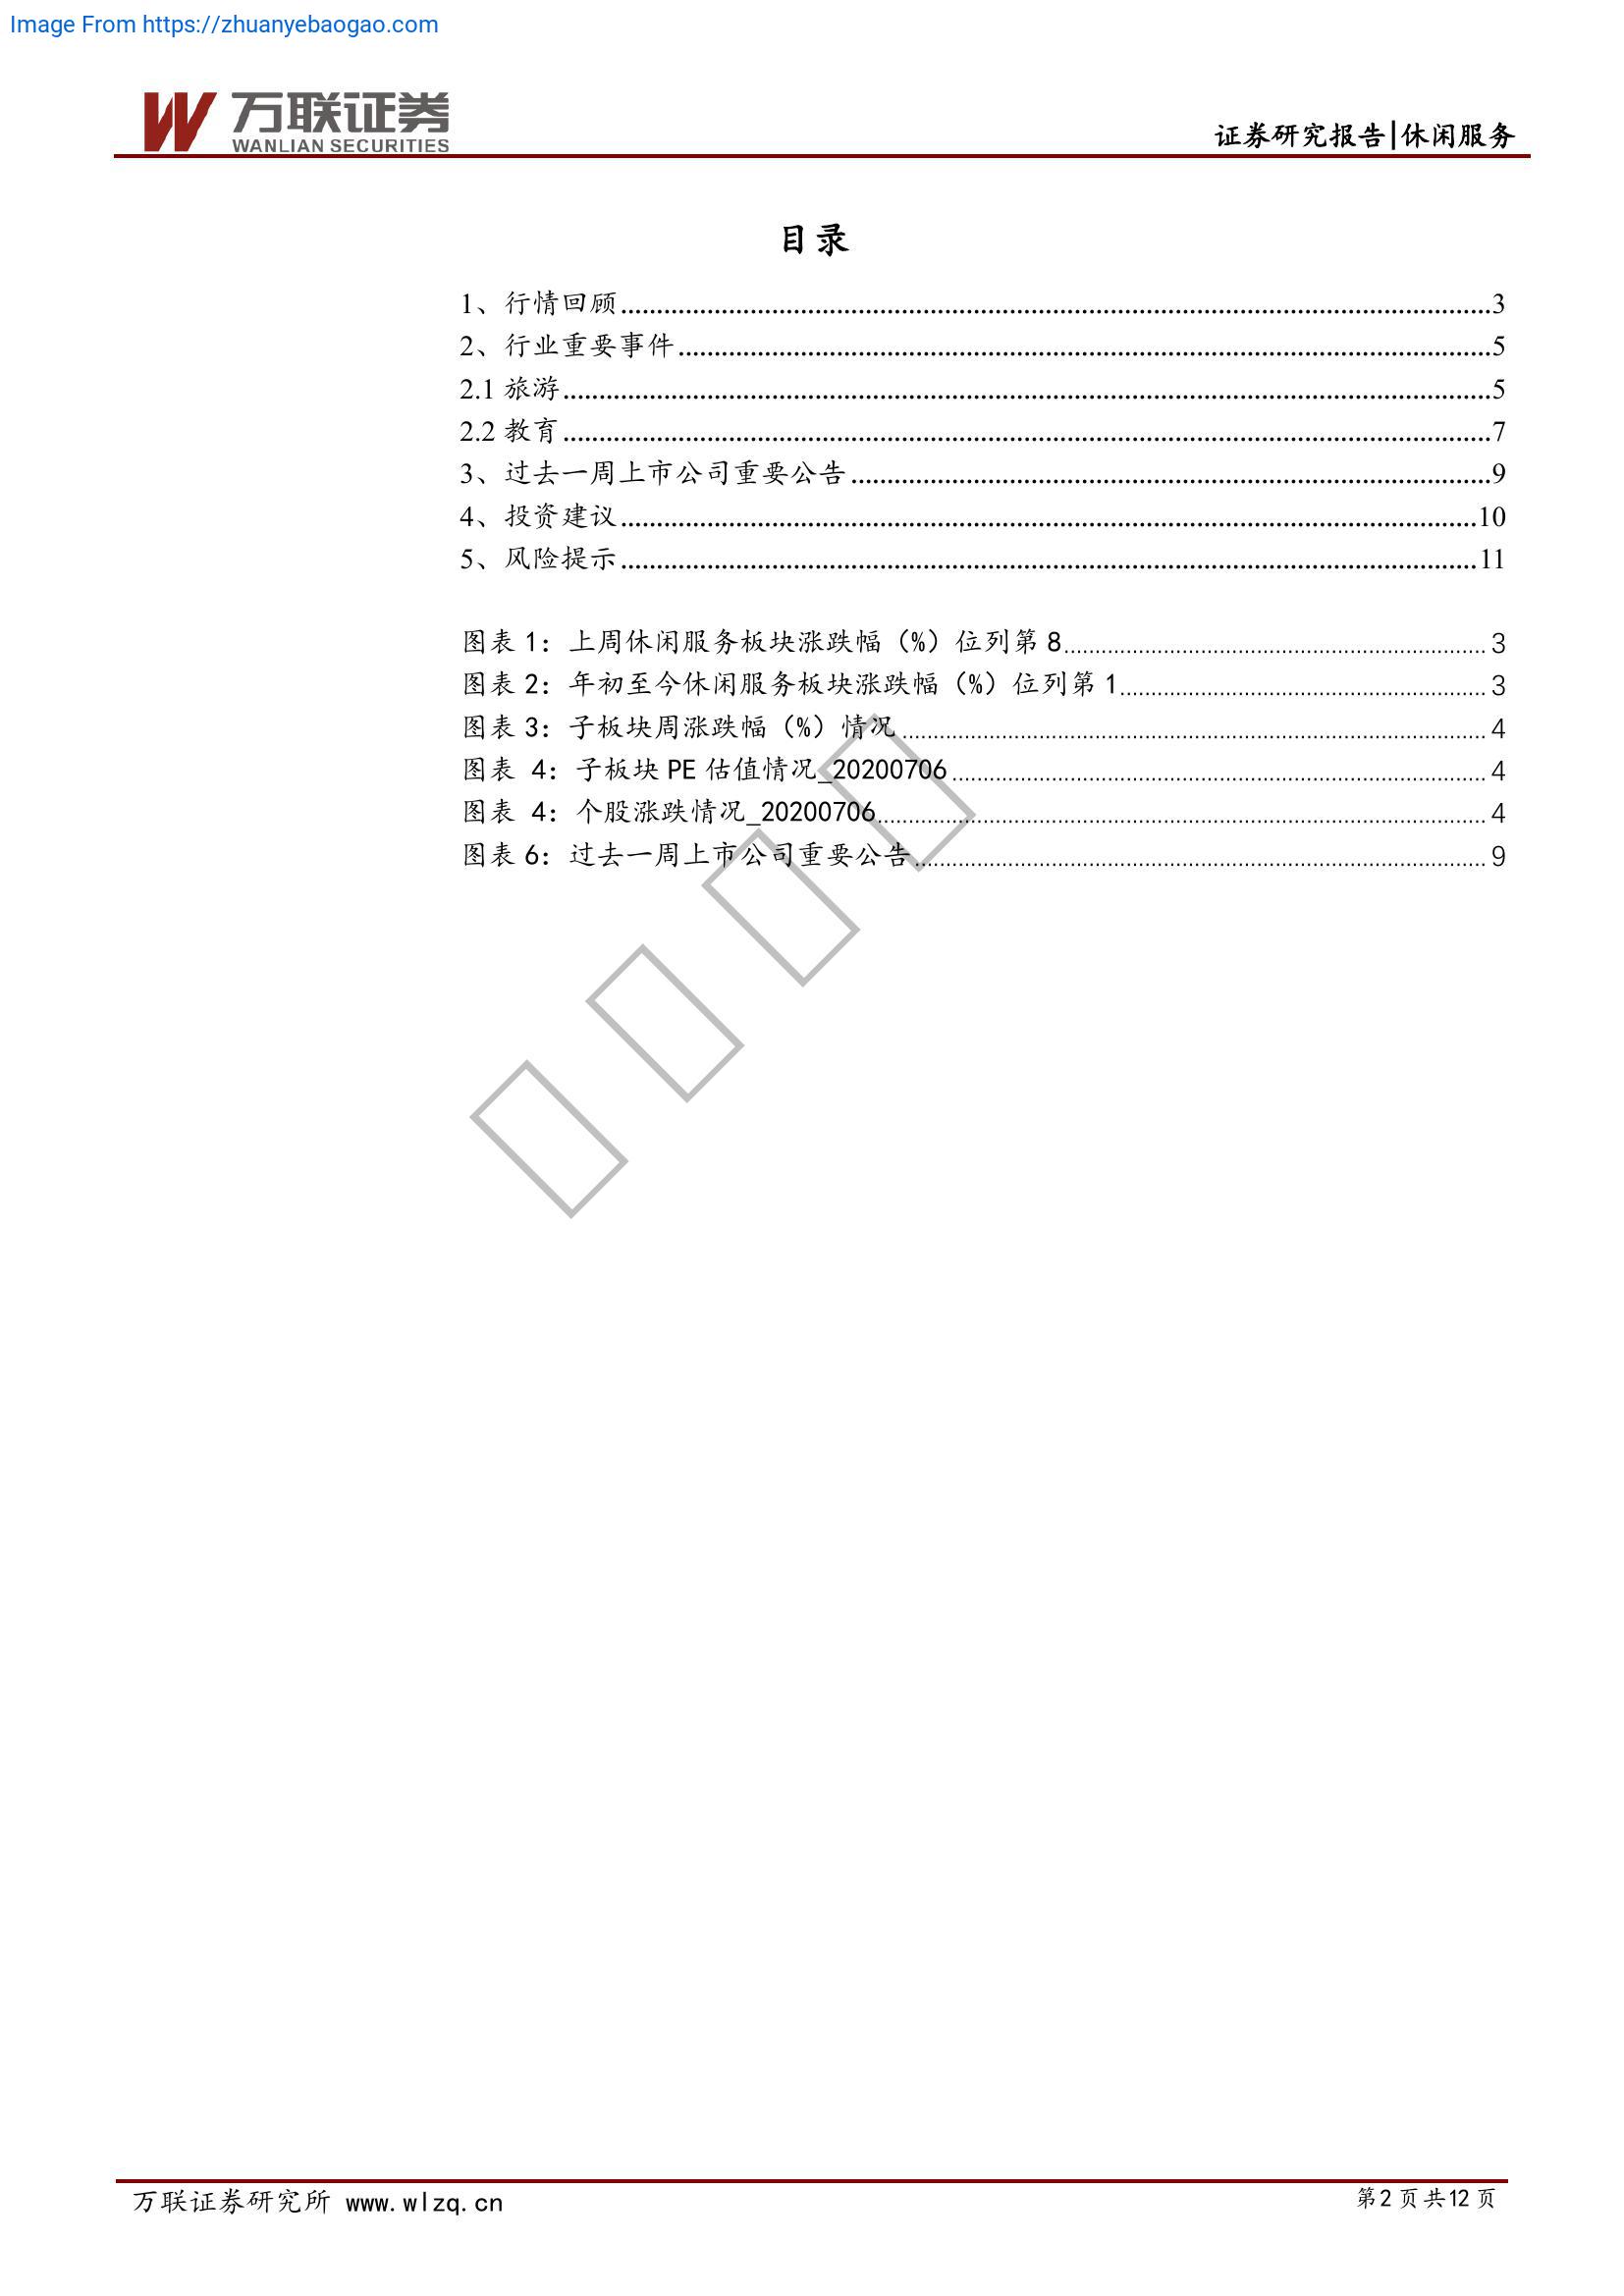 Image From https://zhuanyebaogao.com
万联证券
WANLIAN SECURITIES
证券研究报告|休闲服务
目录
1、行情回顾...3
2、行业重要事件...5
2.1 旅游...5
2.2 教育...7
3、过去一周上市公司重要公告...9
4、投资建议...10
5、风险提示...11
图表 1：上周休闲服务板块涨跌幅（%）位列第 8...3
图表 2：年初至今休闲服务板块涨跌幅（%）位列第 1...3
图表 3：子板块周涨跌幅（%）情况...4
图表 4：子板块 PE 估值情况_20200706...4
图表 4：个股涨跌情况_20200706...4
图表 6：过去一周上市公司重要公告...9
万联证券研究所 www.wlzq.cn
第 2 页 共 12 页